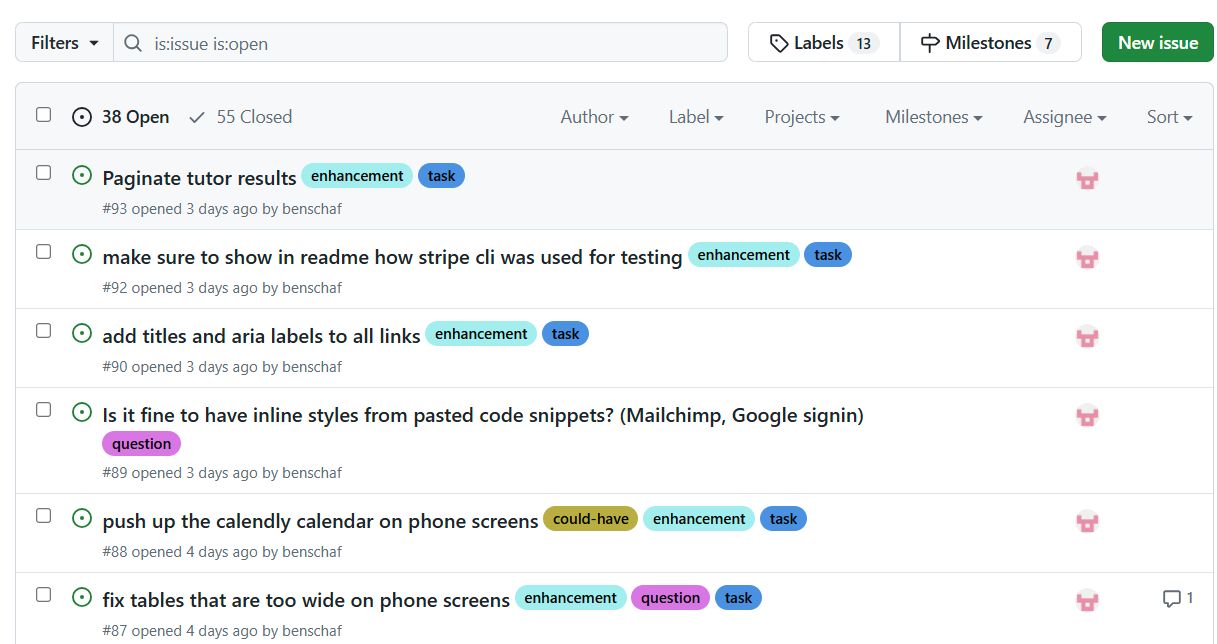 Filters is:issue is:open Labels 13 Milestones 7 New issue
38 Open 55 Closed Author Label Projects Milestones Assignee Sort
Paginate tutor results enhancement task
#93 opened 3 days ago by benschaf
make sure to show in readme how stripe cli was used for testing enhancement task
#92 opened 3 days ago by benschaf
add titles and aria labels to all links enhancement task
#90 opened 3 days ago by benschaf
Is it fine to have inline styles from pasted code snippets? (Mailchimp, Google signin)
question
#89 opened 3 days ago by benschaf
push up the calendly calendar on phone screens could-have enhancement task
#88 opened 4 days ago by benschaf
fix tables that are too wide on phone screens enhancement question task 1
#87 opened 4 days ago by benschaf